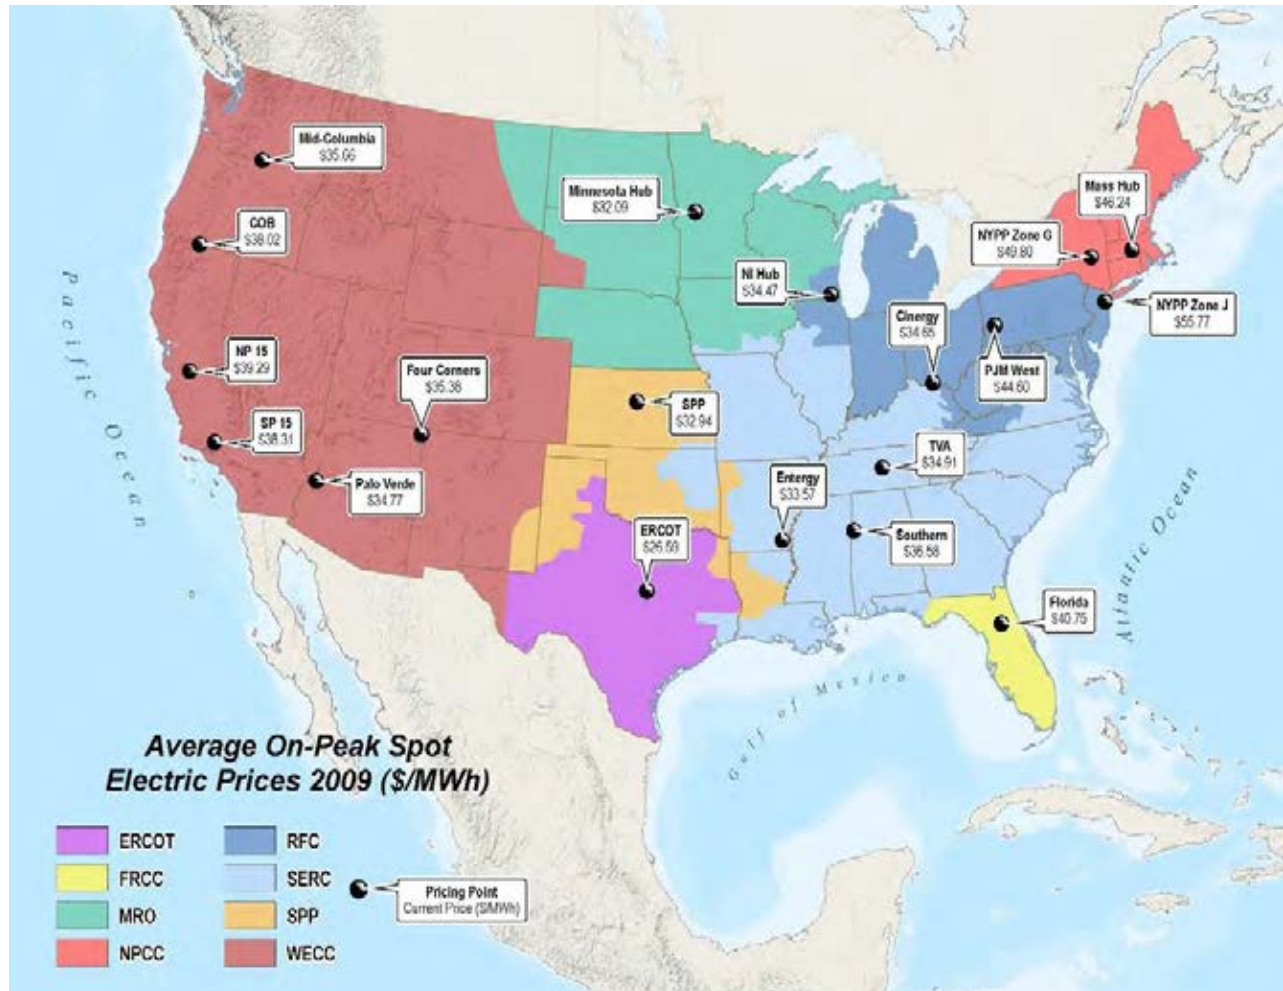 Mid-Columbia
$35.66
COB
$38.02
Minnesota Hub
$32.09
Mass Hub
$46.24
NYPP Zone G
$49.80
NI Hub
$34.47
NYPP Zone J
$55.77
Cinergy
$34.65
PJM West
$44.60
NP 15
$39.29
Four Corners
$35.38
SPP
$32.94
SP 15
$38.31
Palo Verde
$34.77
TVA
$34.91
Entergy
$33.57
ERCOT
$26.59
Southern
$36.58
Florida
$40.75
Pacific Ocean
Atlantic Ocean
Gulf of Mexico
Average On-Peak Spot
Electric Prices 2009 ($/MWh)
ERCOT
RFC
FRCC
SERC
MRO
SPP
NPCC
WECC
Pricing Point
Current Price ($/MWh)